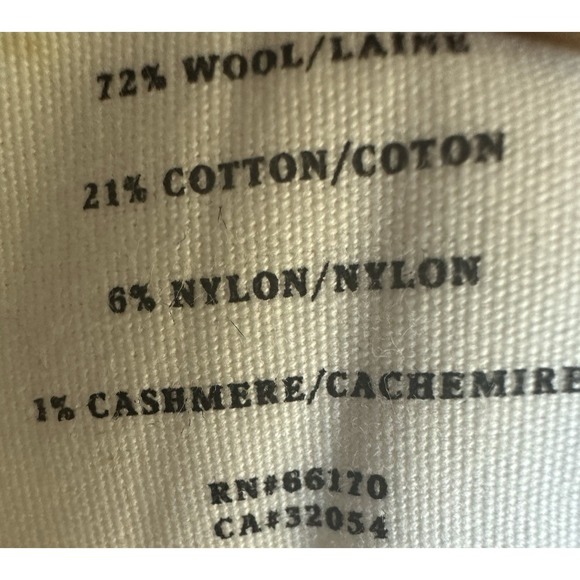 72% WOOL/LAINE
21% COTTON/COTON
6% NYLON/NYLON
1% CASHMERE/CACHEMIRE
RN#66170
CA#32054